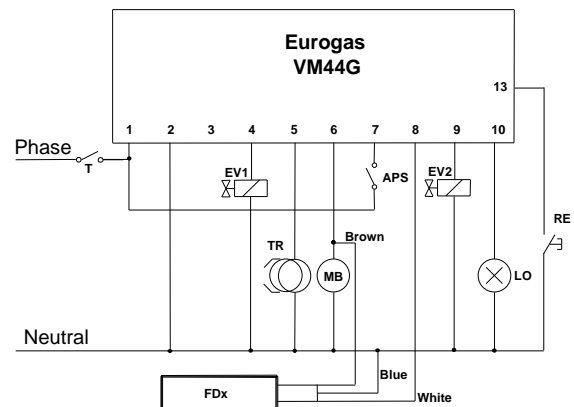 Eurogas
VM44G
13
1 2 3 4 5 6 7 8 9 10
Phase
T
EV1
APS
EV2
RE
TR
Brown
MB
LO
Neutral
Blue
FDx
White